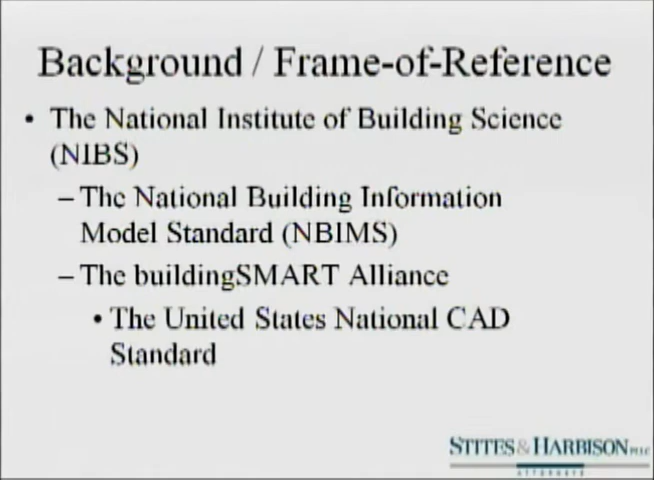 Background / Frame-of-Reference
• The National Institute of Building Science
(NIBS)
– The National Building Information
Model Standard (NBIMS)
– The buildingSMART Alliance
• The United States National CAD
Standard
STITES & HARBISON PLLC
ATTORNEYS